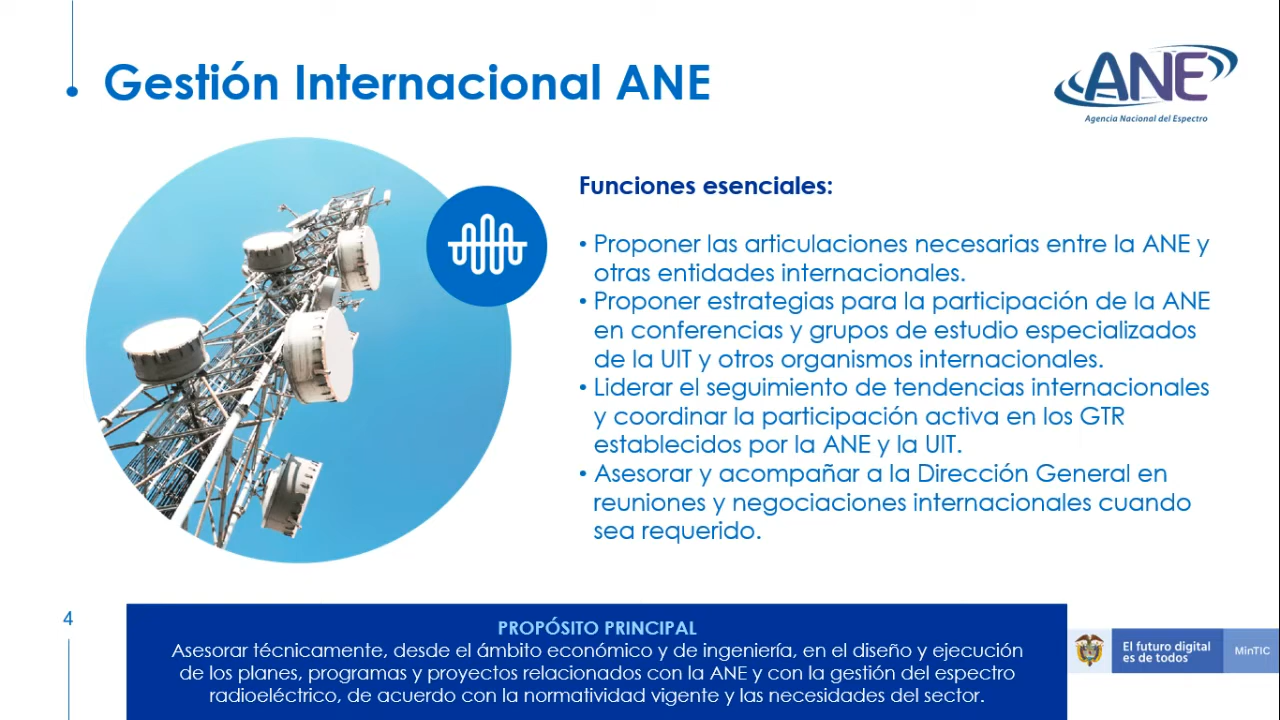 Gestión Internacional ANE
ANE
Agencia Nacional del Espectro
Funciones esenciales:
• Proponer las articulaciones necesarias entre la ANE y
otras entidades internacionales.
• Proponer estrategias para la participación de la ANE
en conferencias y grupos de estudio especializados
de la UIT y otros organismos internacionales.
• Liderar el seguimiento de tendencias internacionales
y coordinar la participación activa en los GTR
establecidos por la ANE y la UIT.
• Asesorar y acompañar a la Dirección General en
reuniones y negociaciones internacionales cuando
sea requerido.
4
PROPÓSITO PRINCIPAL
Asesorar técnicamente, desde el ámbito económico y de ingeniería, en el diseño y ejecución
de los planes, programas y proyectos relacionados con la ANE y con la gestión del espectro
radioeléctrico, de acuerdo con la normatividad vigente y las necesidades del sector.
El futuro digital
es de todos
MinTIC